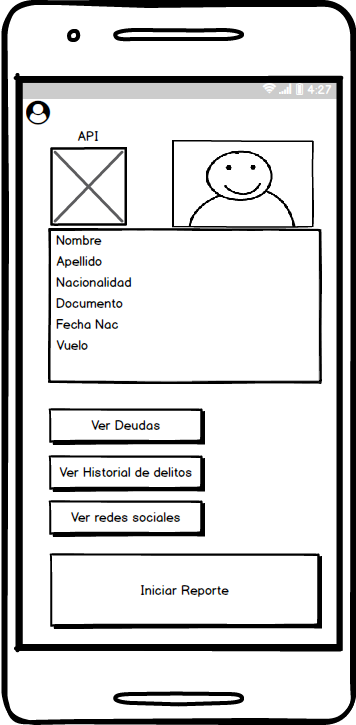 4:27
API
Nombre
Apellido
Nacionalidad
Documento
Fecha Nac
Vuelo
Ver Deudas
Ver Historial de delitos
Ver redes sociales
Iniciar Reporte